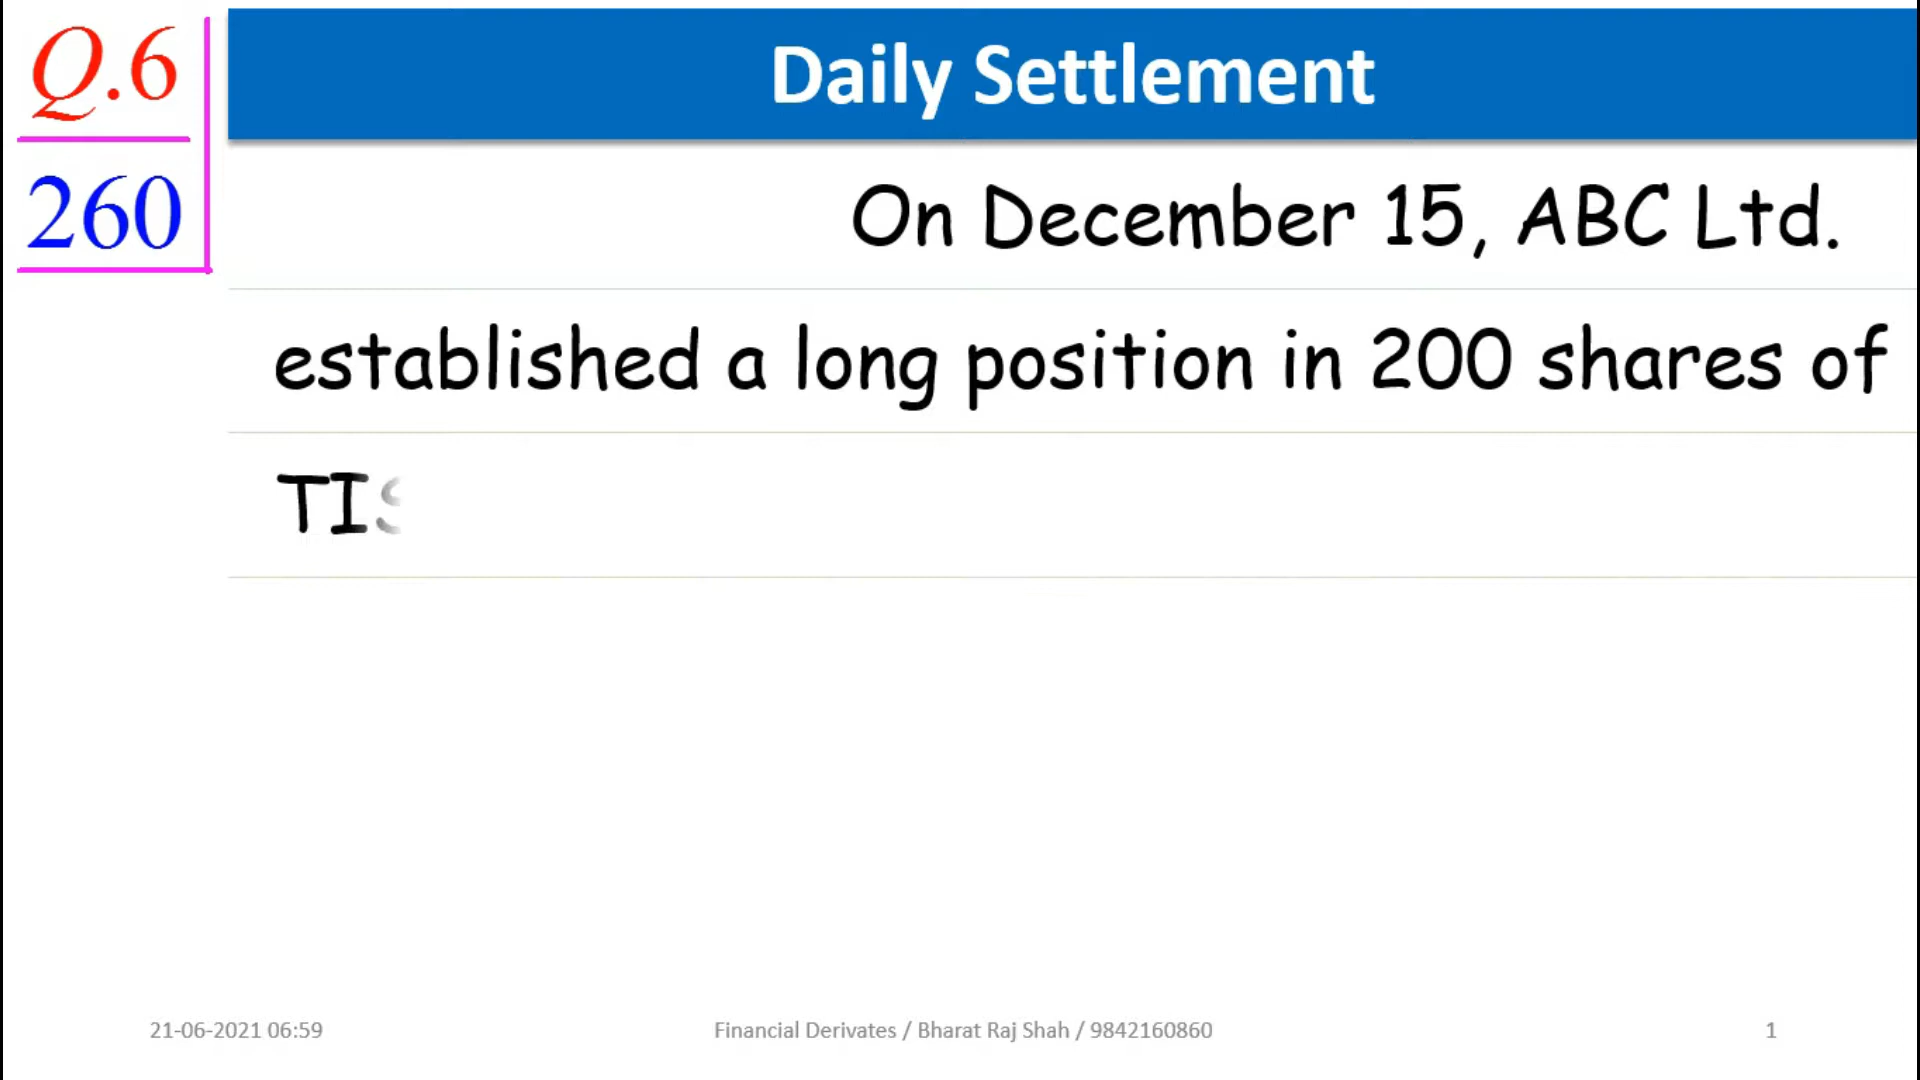 Q.6
260
Daily Settlement
On December 15, ABC Ltd.
established a long position in 200 shares of
TIS
21-06-2021 06:59
Financial Derivates / Bharat Raj Shah / 9842160860
1